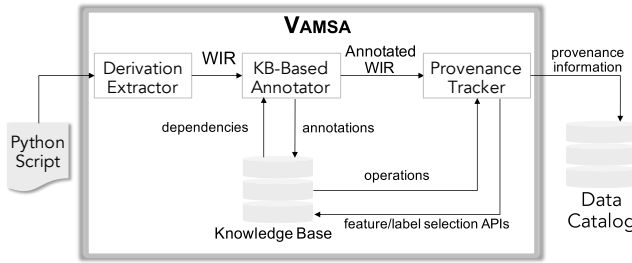 VAMSA
Python
Script
Derivation
Extractor
WIR
KB-Based
Annotator
Annotated
WIR
Provenance
Tracker
provenance
information
dependencies
annotations
operations
feature/label selection APIs
Knowledge Base
Data
Catalog